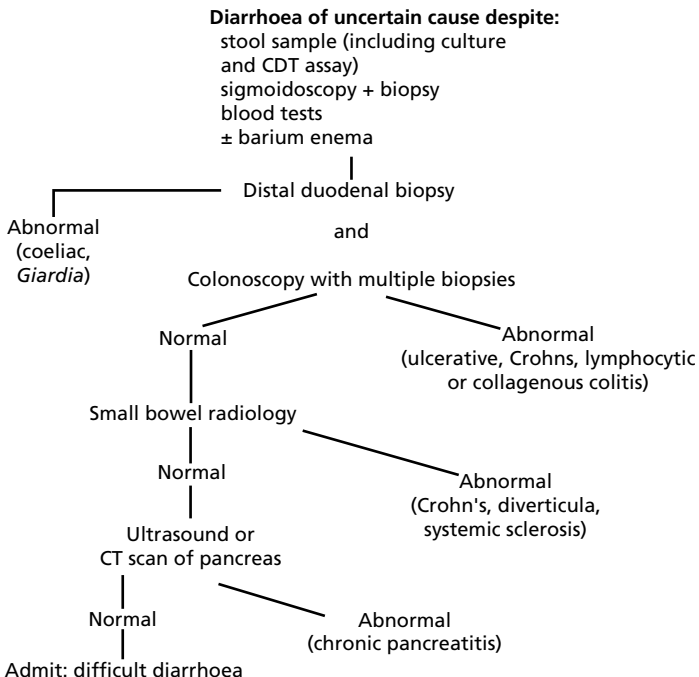 Diarrhoea of uncertain cause despite:
stool sample (including culture
and CDT assay)
sigmoidoscopy + biopsy
blood tests
± barium enema
Distal duodenal biopsy
Abnormal
(coeliac,
Giardia)
and
Colonoscopy with multiple biopsies
Normal
Abnormal
(ulcerative, Crohns, lymphocytic
or collagenous colitis)
Small bowel radiology
Normal
Abnormal
(Crohn's, diverticula,
systemic sclerosis)
Ultrasound or
CT scan of pancreas
Normal
Abnormal
(chronic pancreatitis)
Admit: difficult diarrhoea